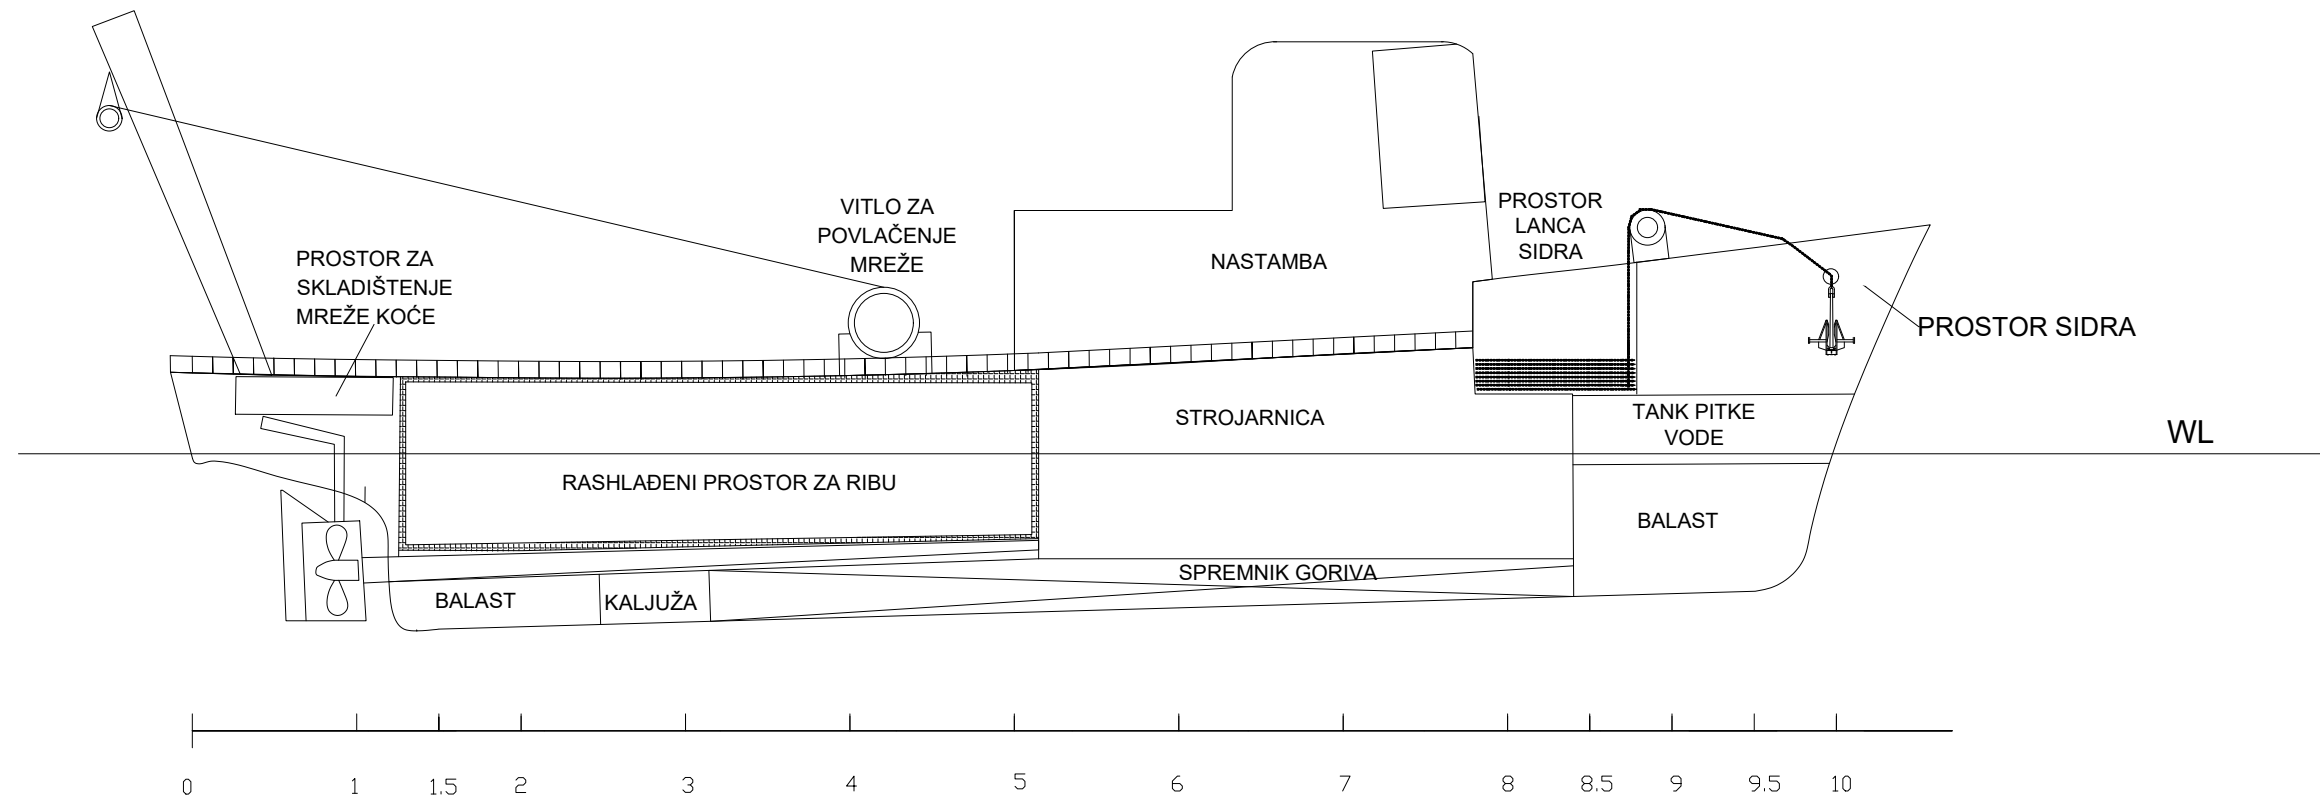 VITLO ZA
POVLAČENJE
MREŽE
PROSTOR ZA
SKLADIŠTENJE
MREŽE KOĆE
NASTAMBA
PROSTOR
LANCA
SIDRA
PROSTOR SIDRA
STROJARNICA
TANK PITKE
VODE
WL
RASHLAĐENI PROSTOR ZA RIBU
BALAST
SPREMNIK GORIVA
BALAST
KALJUŽA
0 1 1.5 2 3 4 5 6 7 8 8.5 9 9.5 10